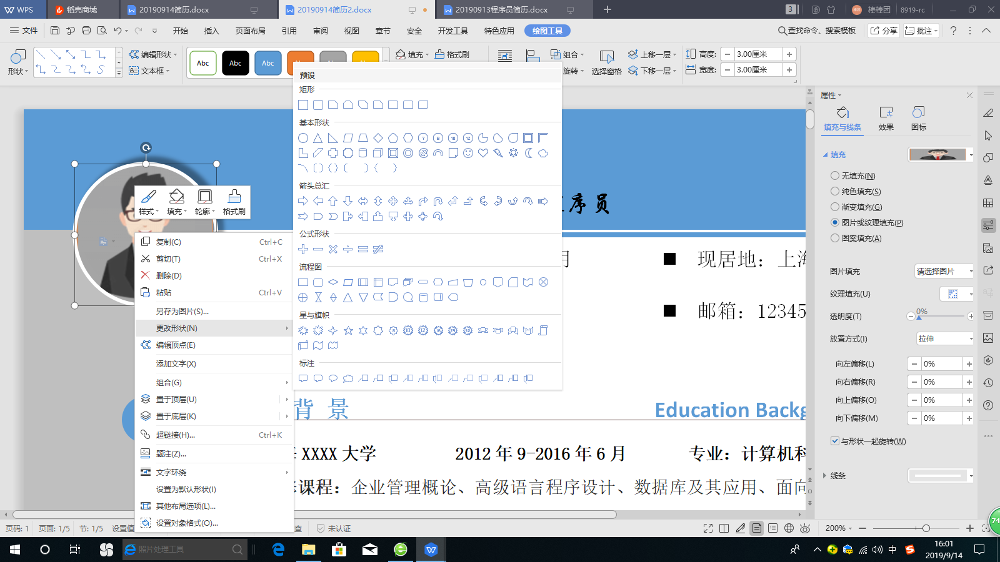 WPS
稻壳商城
20190914简历.docx
20190914简历2.docx
20190913程序员简历.docx
3
棒棒团
8919-rc
文件
开始
插入
页面布局
引用
审阅
视图
章节
安全
开发工具
特色应用
绘图工具
查找命令、搜索模板
分享
批注
形状
编辑形状
文本框
Abc
Abc
Abc
填充
格式刷
组合
旋转
选择窗格
上移一层
下移一层
高度:
3.00厘米
宽度:
3.00厘米
预设
矩形
基本形状
箭头总汇
公式形状
流程图
星与旗帜
标注
样式
填充
轮廓
格式刷
复制(C)
Ctrl+C
剪切(T)
Ctrl+X
删除(D)
粘贴
Ctrl+V
另存为图片(S)...
更改形状(N)
编辑顶点(E)
添加文字(X)
组合(G)
置于顶层(U)
置于底层(K)
超链接(H)...
Ctrl+K
题注(Z)...
文字环绕
设置为默认形状(I)
其他布局选项(L)...
设置对象格式(O)...
序员
月
现居地：上海
邮箱：12345
背 景
Education Backg
XXXX 大学
2012 年 9-2016 年 6 月
专业：计算机科
课程：企业管理概论、高级语言程序设计、数据库及其应用、面向
属性
填充与线条
效果
图标
填充
无填充(N)
纯色填充(S)
渐变填充(G)
图片或纹理填充(P)
图案填充(A)
图片填充
请选择图片
纹理填充(U)
透明度(T)
0%
放置方式(I)
拉伸
向左偏移(L)
0%
向右偏移(R)
0%
向上偏移(O)
0%
向下偏移(M)
0%
与形状一起旋转(W)
线条
页码: 1
页面: 1/5
节: 1/5
设置值
查
未认证
200%
74
照片处理工具
中
16:01
2019/9/14